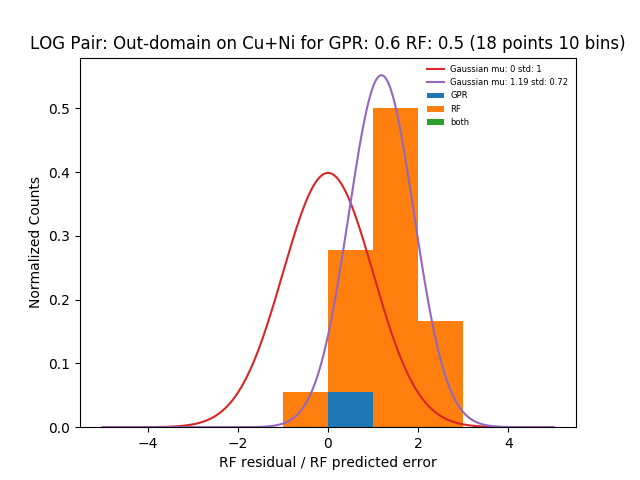 LOG Pair: Out-domain on Cu+Ni for GPR: 0.6 RF: 0.5 (18 points 10 bins)
Gaussian mu: 0 std: 1
Gaussian mu: 1.19 std: 0.72
GPR
RF
both
Normalized Counts
0.5
0.4
0.3
0.2
0.1
0.0
−4 −2 0 2 4
RF residual / RF predicted error